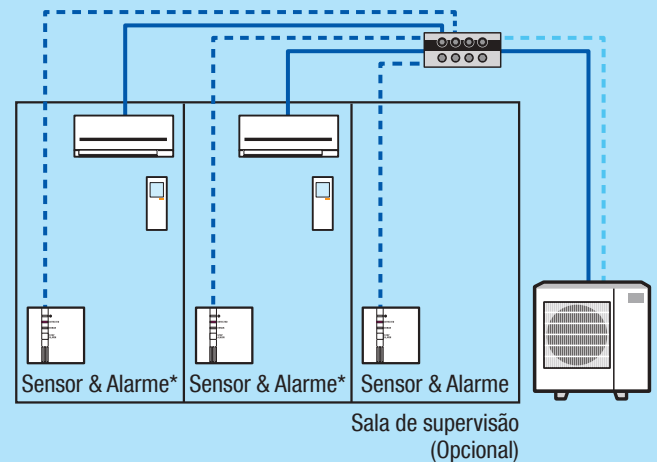 Sensor & Alarme*
Sensor & Alarme*
Sensor & Alarme
Sala de supervisão
(Opcional)